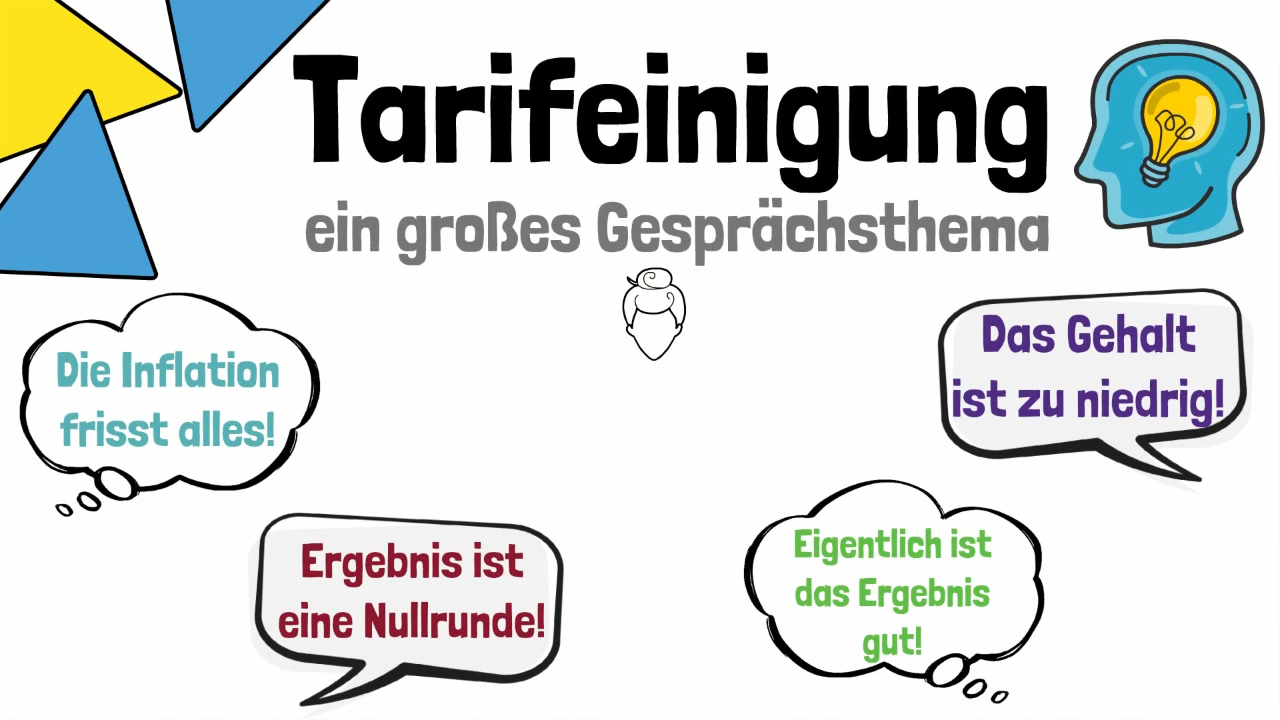 Tarifeinigung
ein großes Gesprächsthema
Die Inflation
frisst alles!
Das Gehalt
ist zu niedrig!
Ergebnis ist
eine Nullrunde!
Eigentlich ist
das Ergebnis
gut!